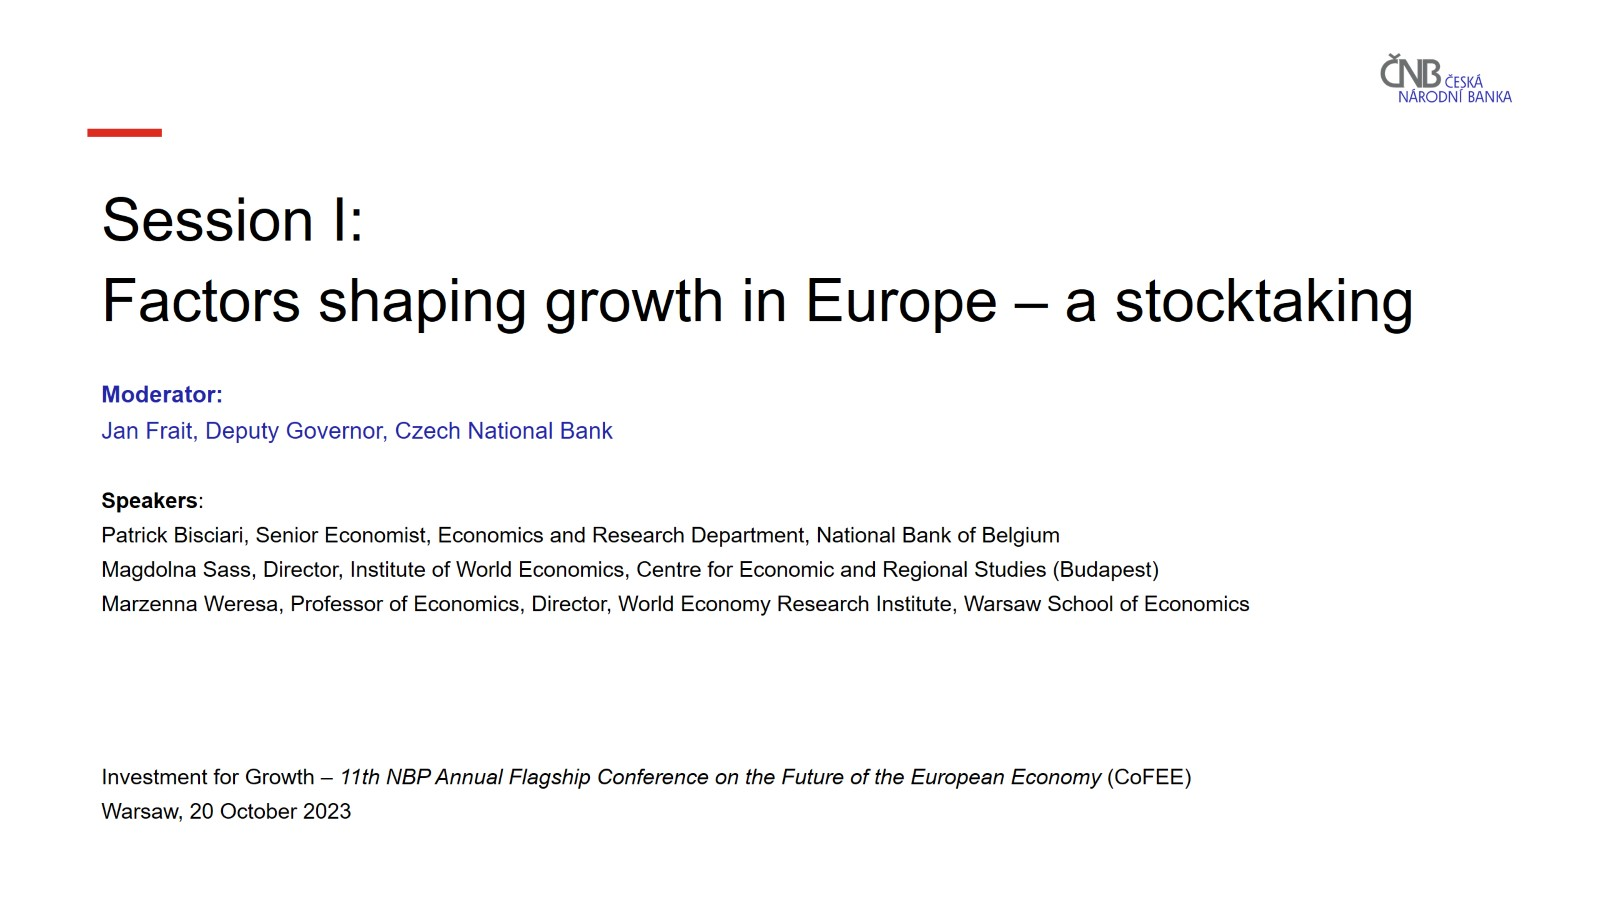 ČNB ČESKÁ
NÁRODNÍ BANKA
Session I:
Factors shaping growth in Europe – a stocktaking
Moderator:
Jan Frait, Deputy Governor, Czech National Bank
Speakers:
Patrick Bisciari, Senior Economist, Economics and Research Department, National Bank of Belgium
Magdolna Sass, Director, Institute of World Economics, Centre for Economic and Regional Studies (Budapest)
Marzenna Weresa, Professor of Economics, Director, World Economy Research Institute, Warsaw School of Economics
Investment for Growth – 11th NBP Annual Flagship Conference on the Future of the European Economy (CoFEE)
Warsaw, 20 October 2023